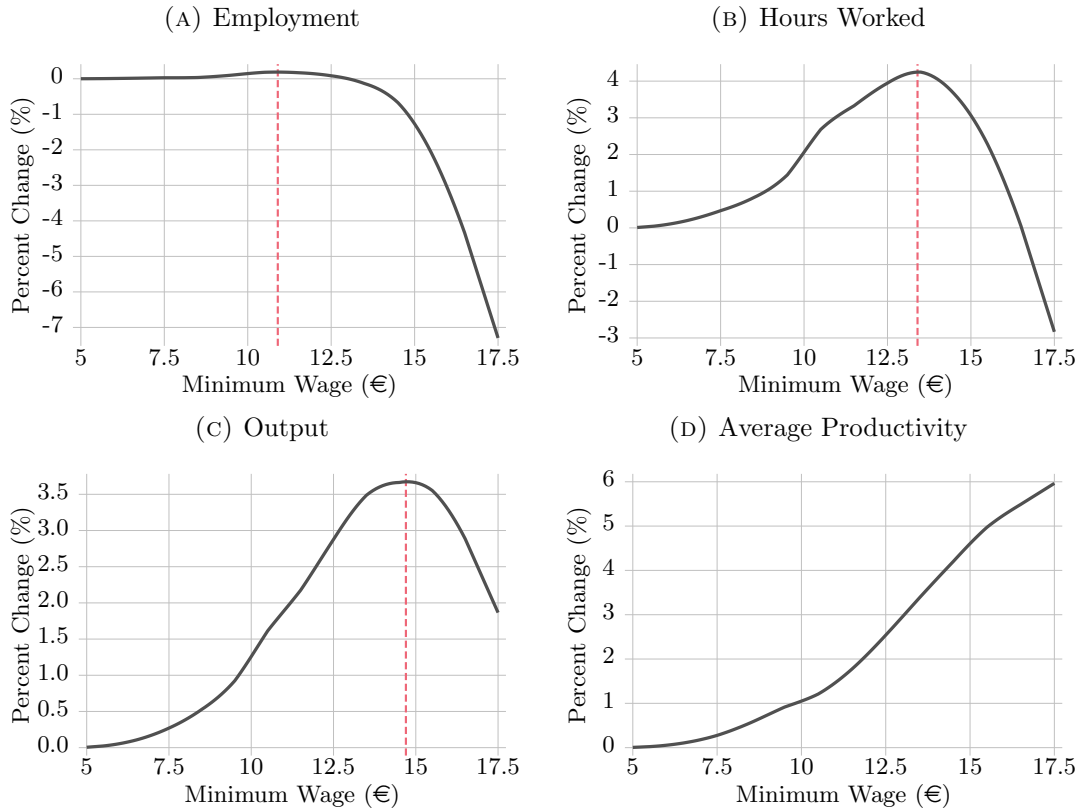 (A) Employment
Percent Change (%)
0
-1
-2
-3
-4
-5
-6
-7
5 7.5 10 12.5 15 17.5
Minimum Wage (€)
(B) Hours Worked
Percent Change (%)
4
3
2
1
0
-1
-2
-3
5 7.5 10 12.5 15 17.5
Minimum Wage (€)
(C) Output
Percent Change (%)
3.5
3.0
2.5
2.0
1.5
1.0
0.5
0.0
5 7.5 10 12.5 15 17.5
Minimum Wage (€)
(D) Average Productivity
Percent Change (%)
6
5
4
3
2
1
0
5 7.5 10 12.5 15 17.5
Minimum Wage (€)